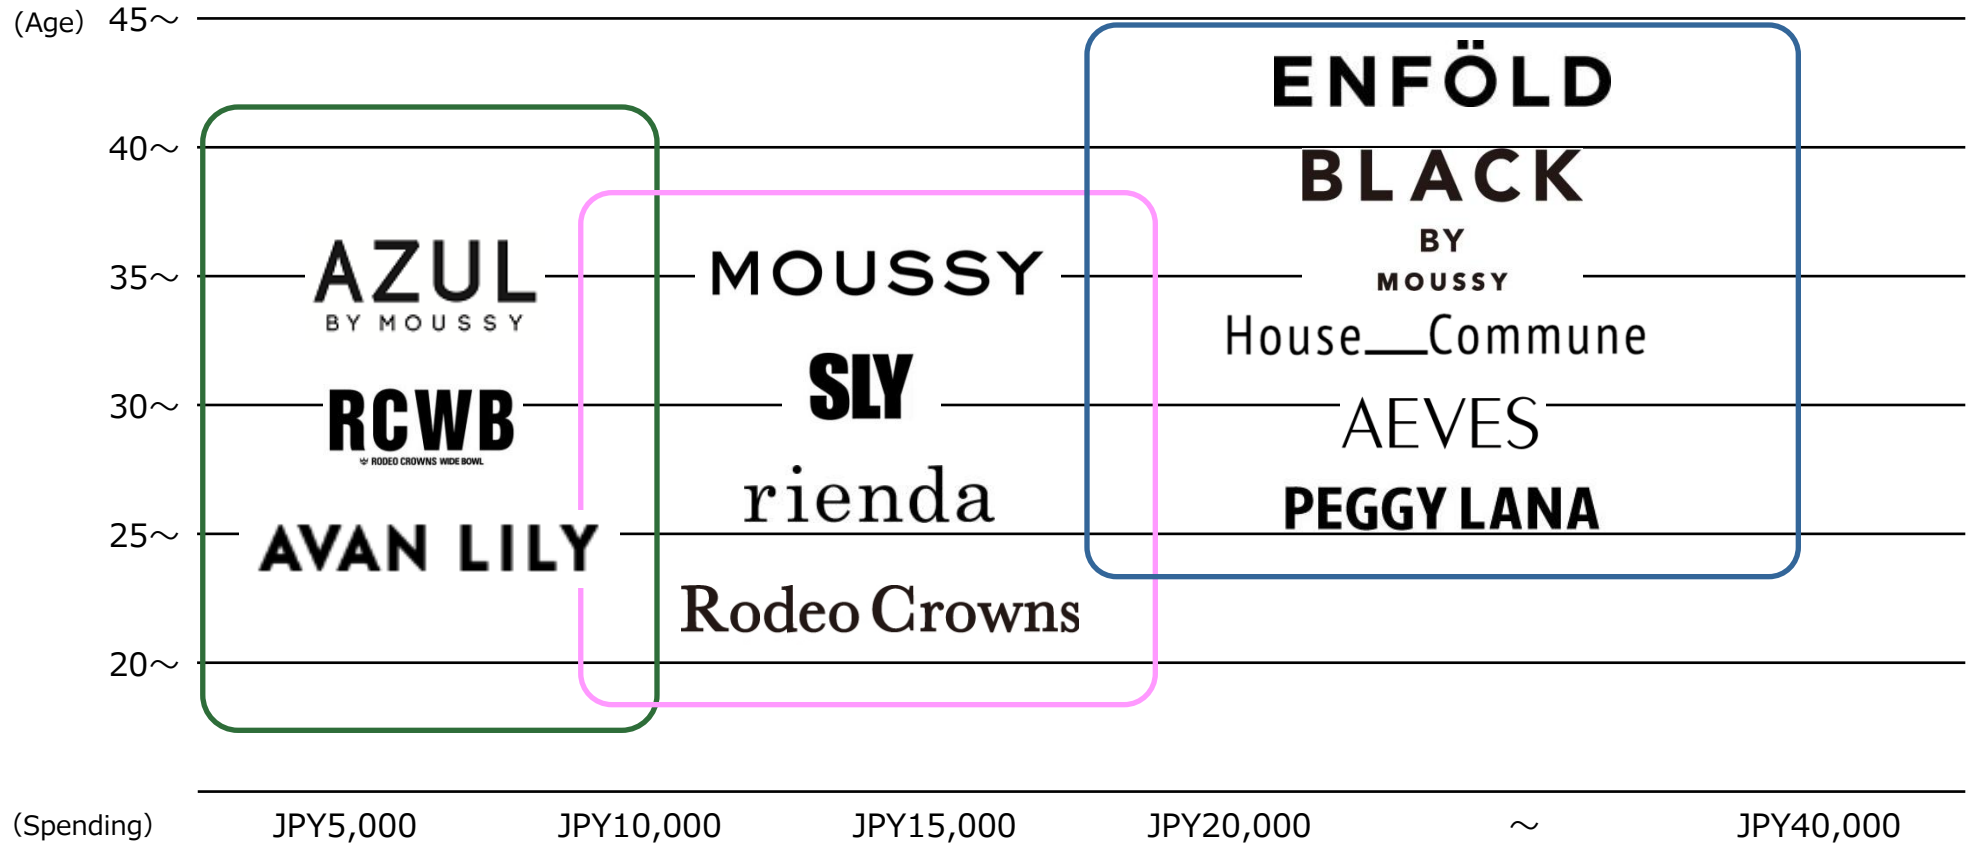 (Age)
45～
ENFÖLD
40～
BLACK
BY
MOUSSY
35～
AZUL
BY MOUSSY
MOUSSY
House__Commune
30～
RCWB
RODEO CROWNS WIDE BOWL
SLY
AEVES
rienda
PEGGY LANA
25～
AVAN LILY
Rodeo Crowns
20～
(Spending)
JPY5,000
JPY10,000
JPY15,000
JPY20,000
～
JPY40,000